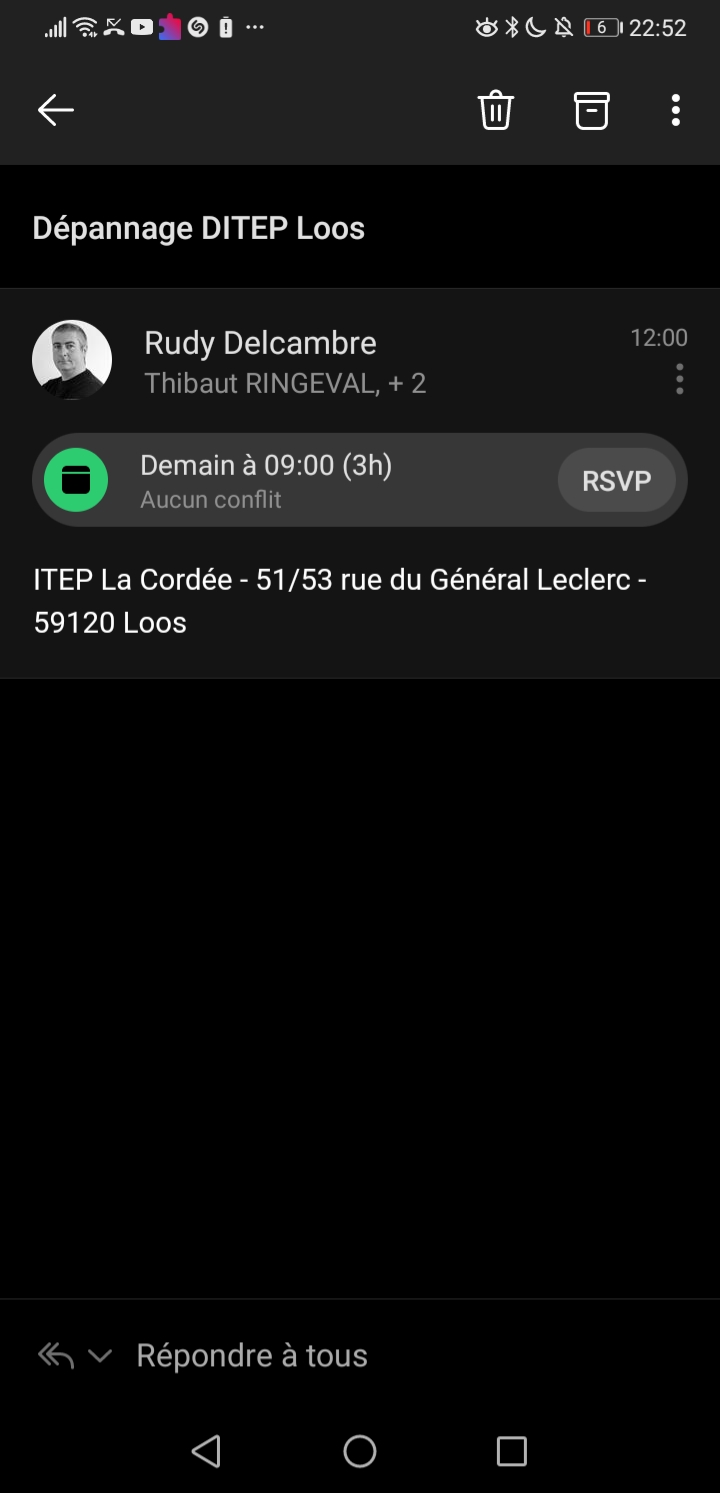 6 22:52
Dépannage DITEP Loos
Rudy Delcambre
12:00
Thibaut RINGEVAL, + 2
Demain à 09:00 (3h)
Aucun conflit
RSVP
ITEP La Cordée - 51/53 rue du Général Leclerc -
59120 Loos
Répondre à tous